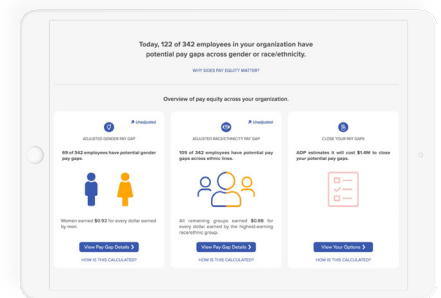 Today, 122 of 342 employees in your organization have
potential pay gaps across gender or race/ethnicity.
WHY DOES PAY EQUITY MATTER?
Overview of pay equity across your organization.
Unadjusted
ADJUSTED GENDER PAY GAP
69 of 342 employees have potential gender
pay gaps.
Women earned $0.92 for every dollar earned
by men.
View Pay Gap Details
HOW IS THIS CALCULATED?
Unadjusted
ADJUSTED RACE/ETHNICITY PAY GAP
105 of 342 employees have potential pay
gaps across ethnic lines.
All remaining groups earned $0.88 for
every dollar earned by the highest-earning
race/ethnic group.
View Pay Gap Details
HOW IS THIS CALCULATED?
CLOSE YOUR PAY GAPS
ADP estimates it will cost $1.4M to close
your potential pay gaps.
View Your Options
HOW IS THIS CALCULATED?